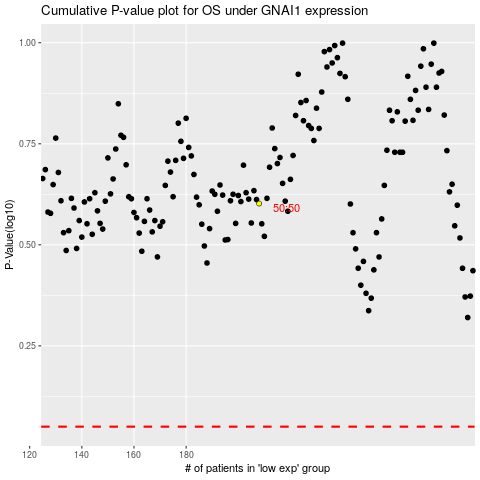 Cumulative P-value plot for OS under GNAI1 expression
P-Value(log10)
1.00
0.75
0.50
0.25
50:50
120 140 160 180
# of patients in 'low exp' group